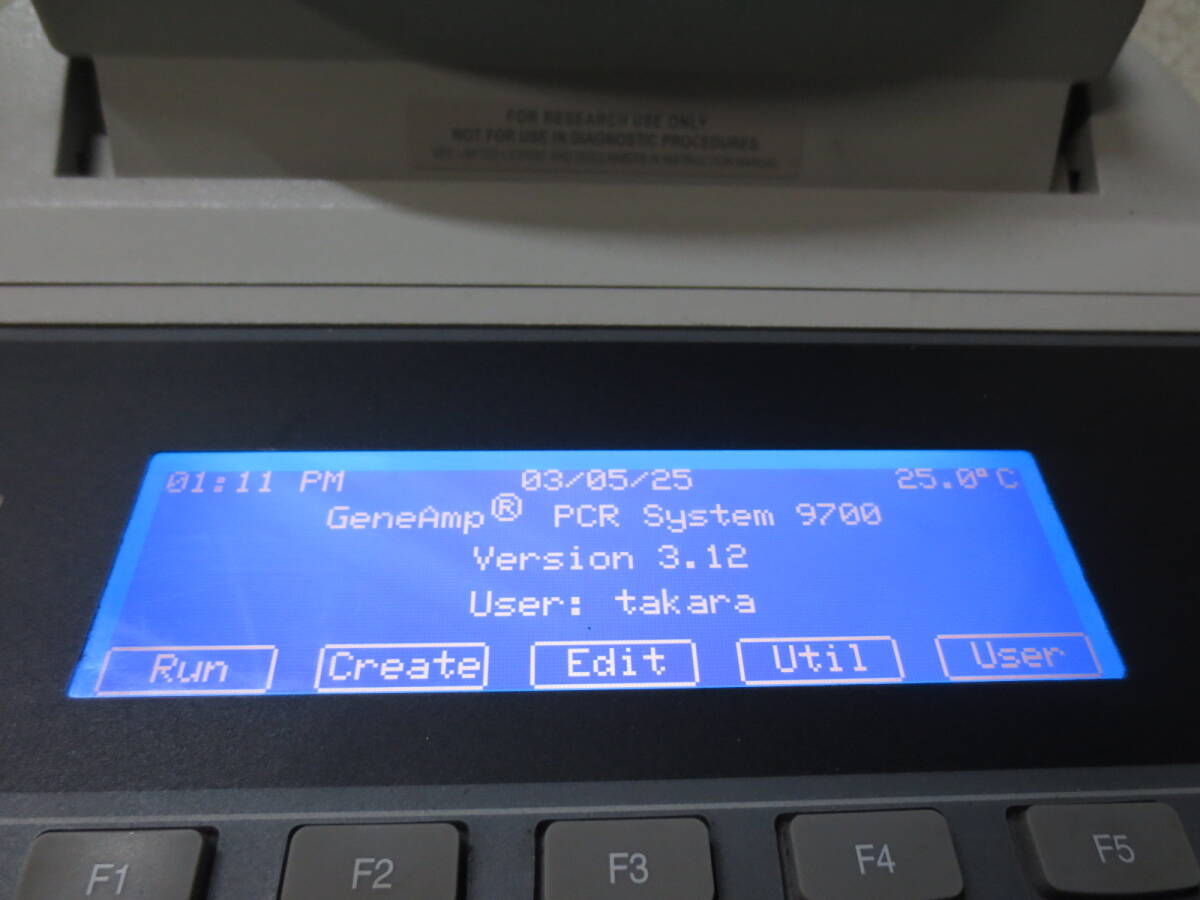 FOR RESEARCH USE ONLY
NOT FOR USE IN DIAGNOSTIC PROCEDURES
01:11 PM 03/05/25 25.0°C
GeneAmp® PCR System 9700
Version 3.12
User: takara
Run Create Edit Util User
F1 F2 F3 F4 F5